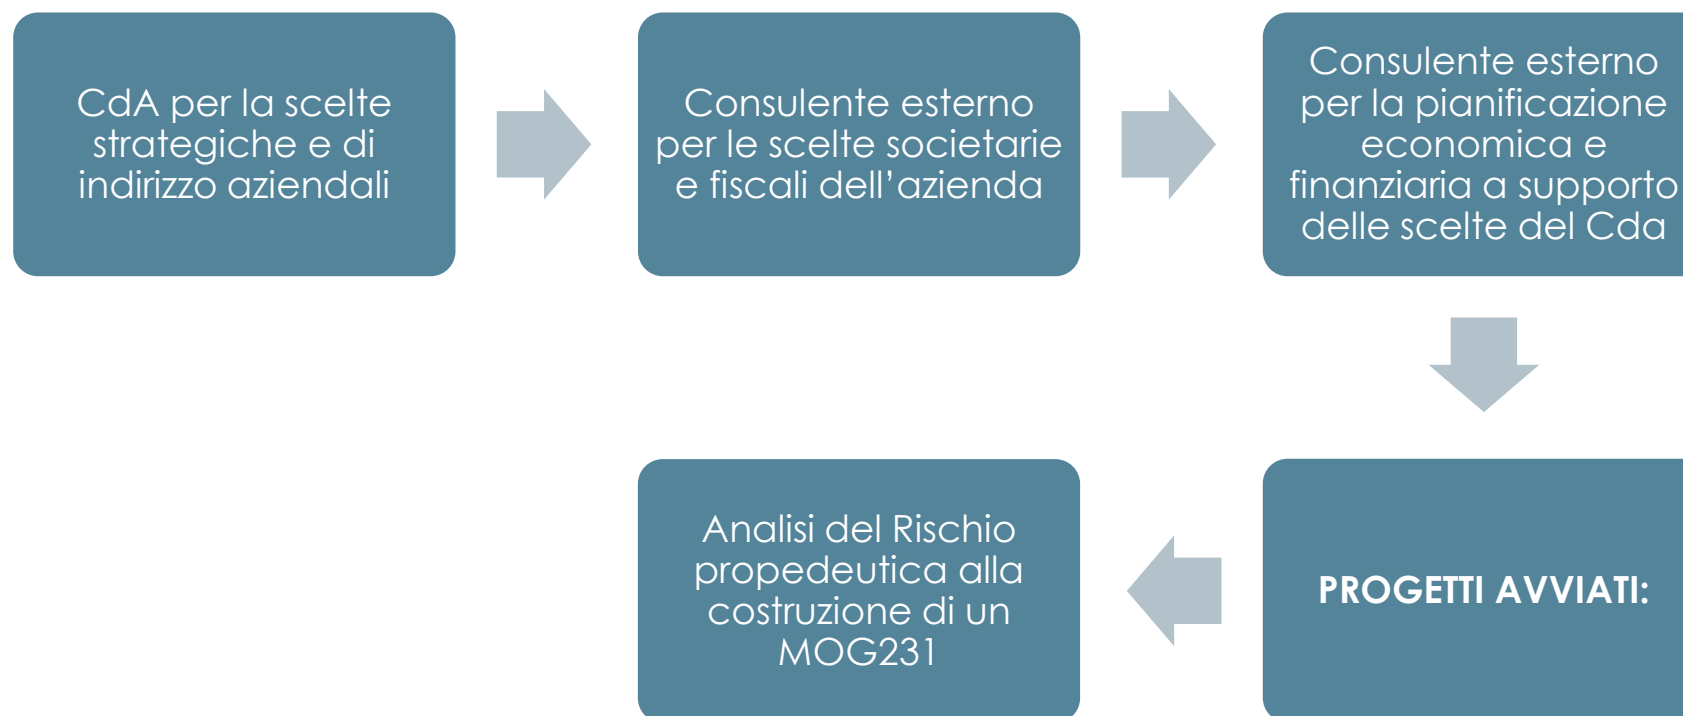 CdA per la scelte
strategiche e di
indirizzo aziendali
Consulente esterno
per le scelte societarie
e fiscali dell’azienda
Consulente esterno
per la pianificazione
economica e
finanziaria a supporto
delle scelte del Cda
PROGETTI AVVIATI:
Analisi del Rischio
propedeutica alla
costruzione di un
MOG231